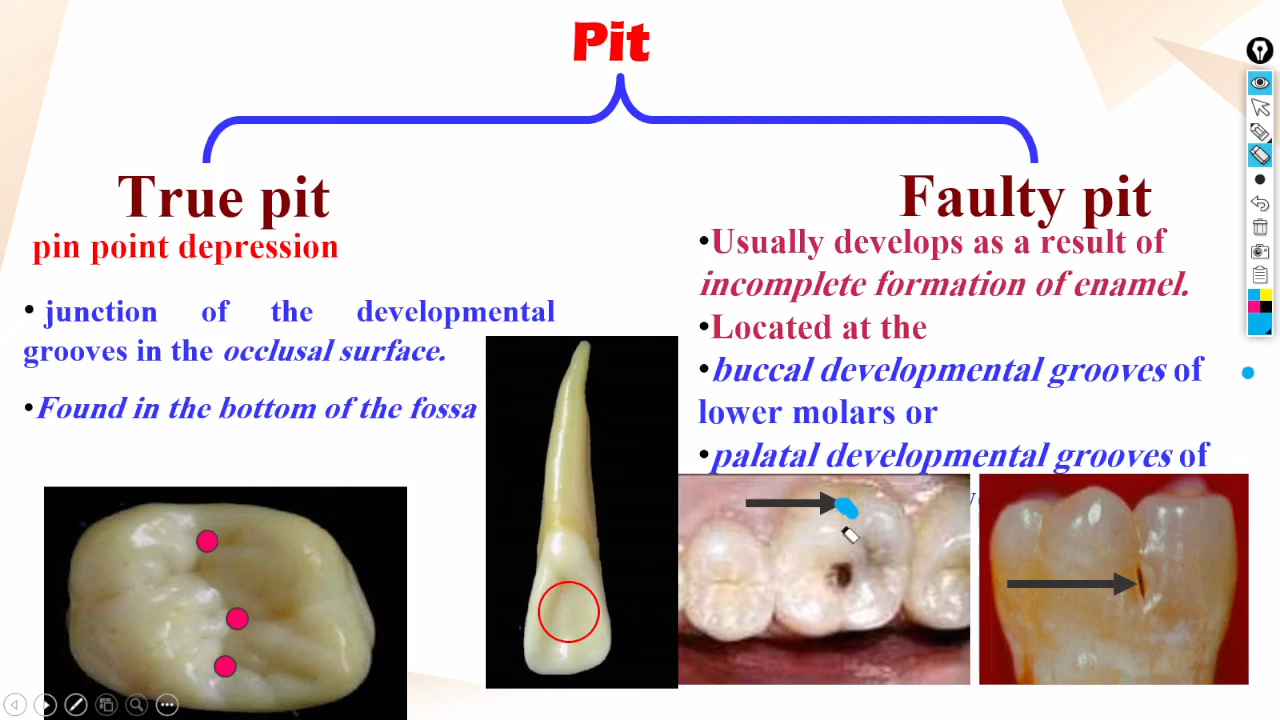 Pit
True pit
pin point depression
• junction of the developmental
grooves in the occlusal surface.
•Found in the bottom of the fossa
Faulty pit
•Usually develops as a result of
incomplete formation of enamel.
•Located at the
•buccal developmental grooves of
lower molars or
•palatal developmental grooves of